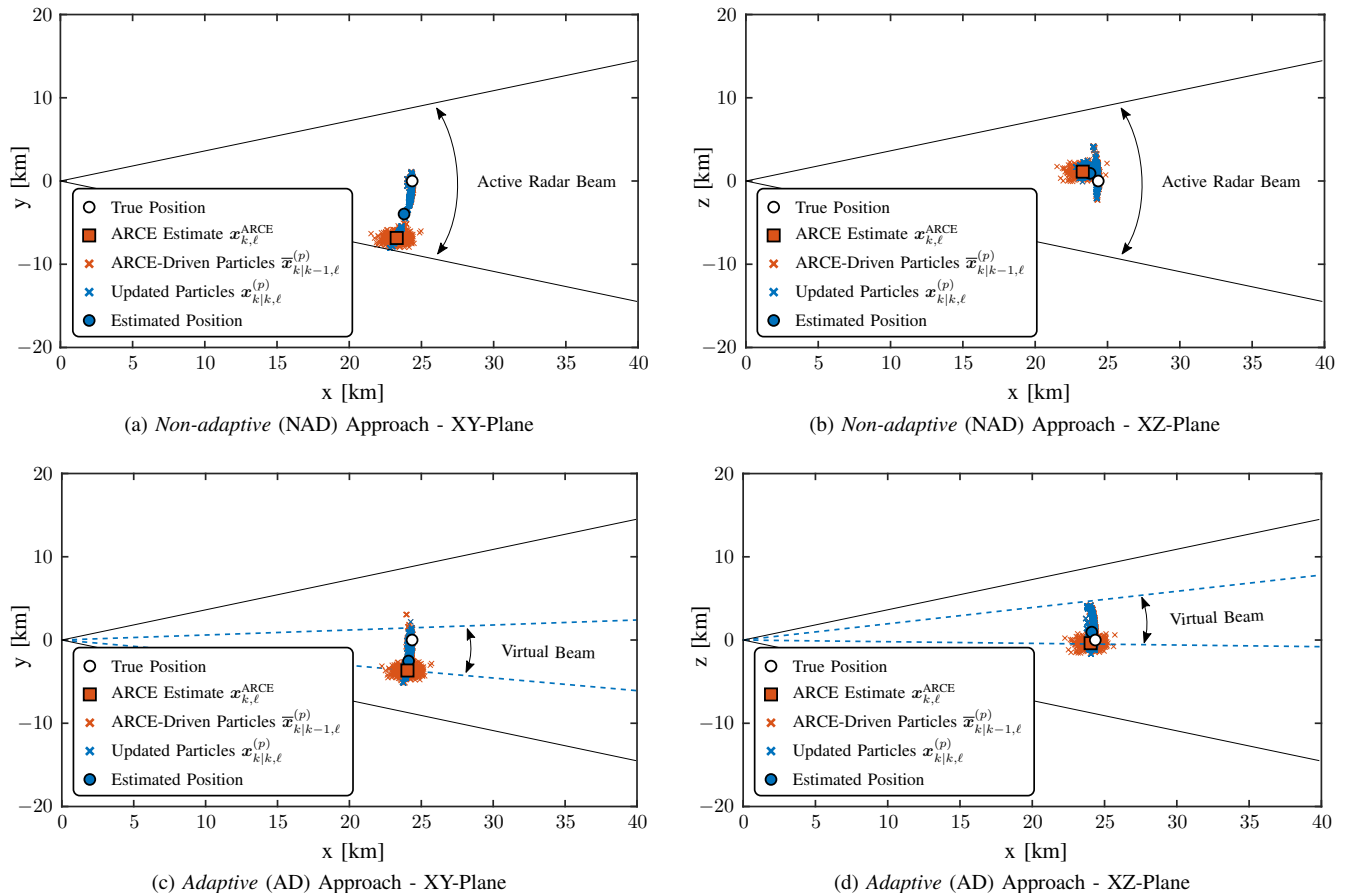 20
10
0
−10
−20
y [km]
0 5 10 15 20 25 30 35 40
x [km]
Active Radar Beam
True Position
ARCE Estimate x_{k,ℓ}^{ARCE}
ARCE-Driven Particles x̅_{k|k−1,ℓ}^{(p)}
Updated Particles x_{k|k,ℓ}^{(p)}
Estimated Position
(a) Non-adaptive (NAD) Approach - XY-Plane
20
10
0
−10
−20
z [km]
0 5 10 15 20 25 30 35 40
x [km]
Active Radar Beam
True Position
ARCE Estimate x_{k,ℓ}^{ARCE}
ARCE-Driven Particles x̅_{k|k−1,ℓ}^{(p)}
Updated Particles x_{k|k,ℓ}^{(p)}
Estimated Position
(b) Non-adaptive (NAD) Approach - XZ-Plane
20
10
0
−10
−20
y [km]
0 5 10 15 20 25 30 35 40
x [km]
Virtual Beam
True Position
ARCE Estimate x_{k,ℓ}^{ARCE}
ARCE-Driven Particles x̅_{k|k−1,ℓ}^{(p)}
Updated Particles x_{k|k,ℓ}^{(p)}
Estimated Position
(c) Adaptive (AD) Approach - XY-Plane
20
10
0
−10
−20
z [km]
0 5 10 15 20 25 30 35 40
x [km]
Virtual Beam
True Position
ARCE Estimate x_{k,ℓ}^{ARCE}
ARCE-Driven Particles x̅_{k|k−1,ℓ}^{(p)}
Updated Particles x_{k|k,ℓ}^{(p)}
Estimated Position
(d) Adaptive (AD) Approach - XZ-Plane